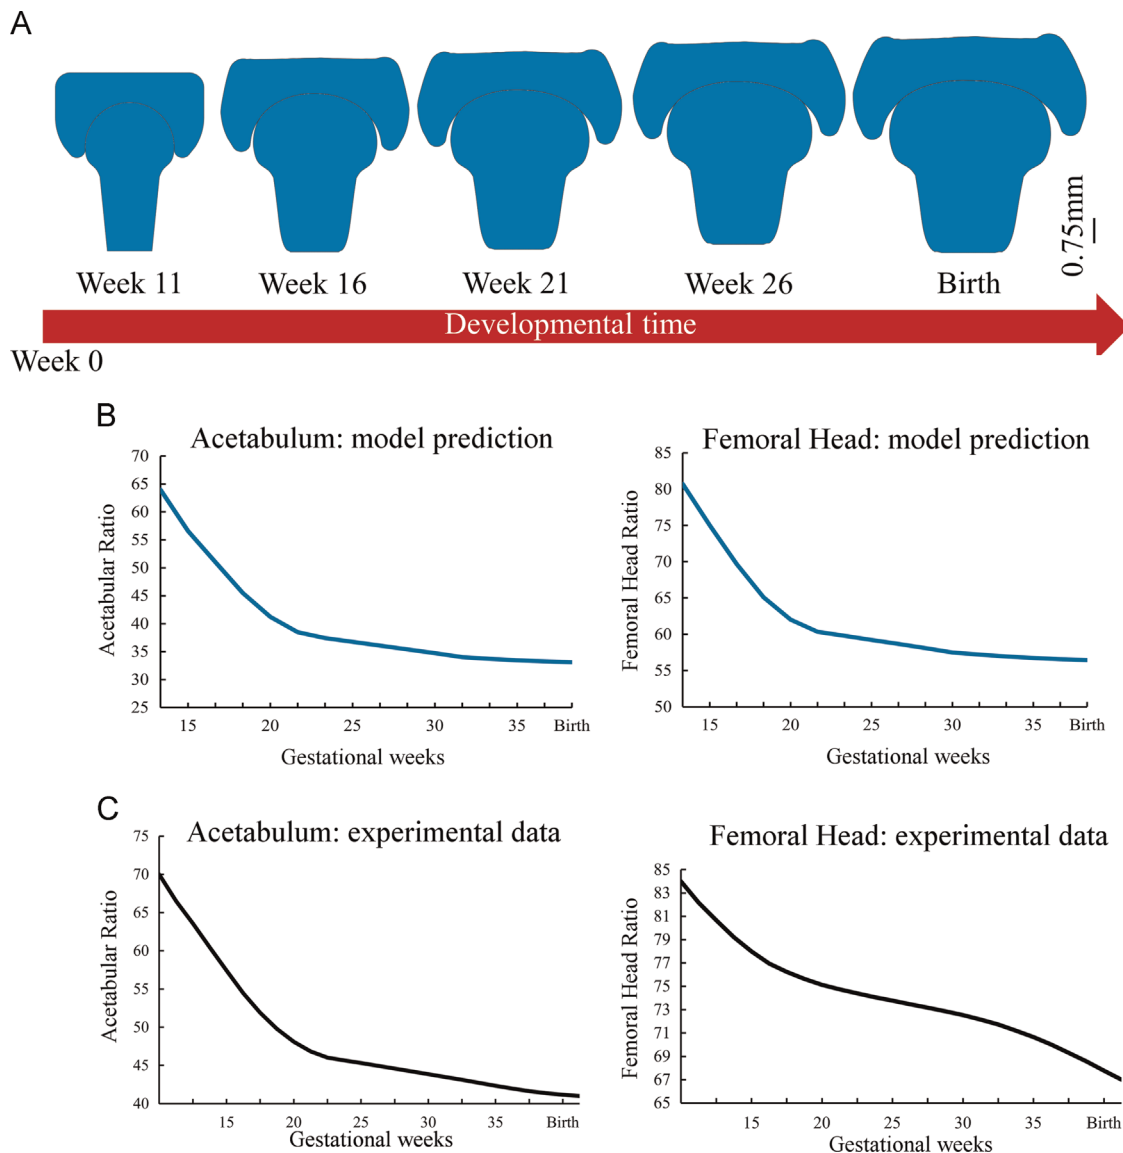 A
Week 11
Week 16
Week 21
Week 26
Birth
0.75mm
Developmental time
Week 0
B
Acetabulum: model prediction
Acetabular Ratio
70
65
60
55
50
45
40
35
30
25
15
20
25
30
35
Birth
Gestational weeks
Femoral Head: model prediction
Femoral Head Ratio
85
80
75
70
65
60
55
50
15
20
25
30
35
Birth
Gestational weeks
C
Acetabulum: experimental data
Acetabular Ratio
75
70
65
60
55
50
45
40
15
20
25
30
35
Birth
Gestational weeks
Femoral Head: experimental data
Femoral Head Ratio
85
83
81
79
77
75
73
71
69
67
65
15
20
25
30
35
Birth
Gestational weeks